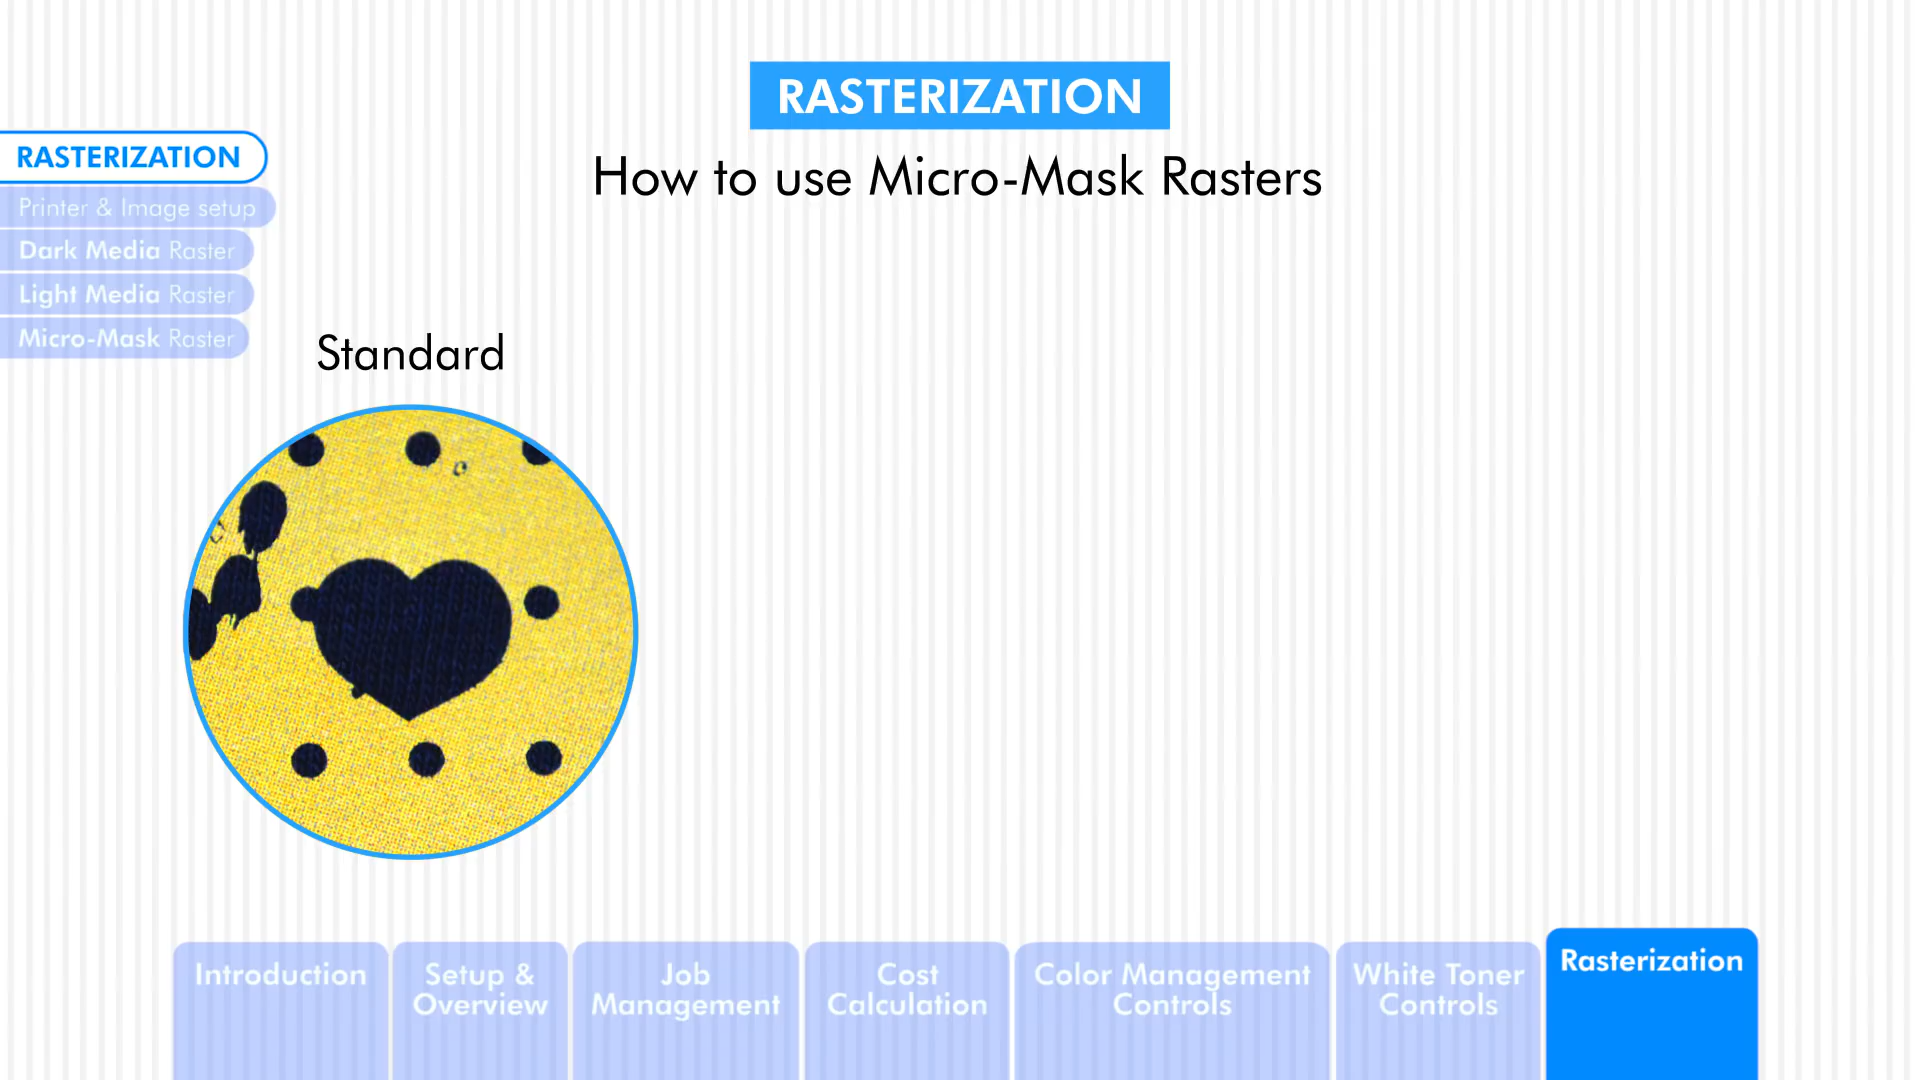 RASTERIZATION
How to use Micro-Mask Rasters
RASTERIZATION
Printer & Image setup
Dark Media Raster
Light Media Raster
Micro-Mask Raster
Standard
Introduction
Setup &
Overview
Job
Management
Cost
Calculation
Color Management
Controls
White Toner
Controls
Rasterization